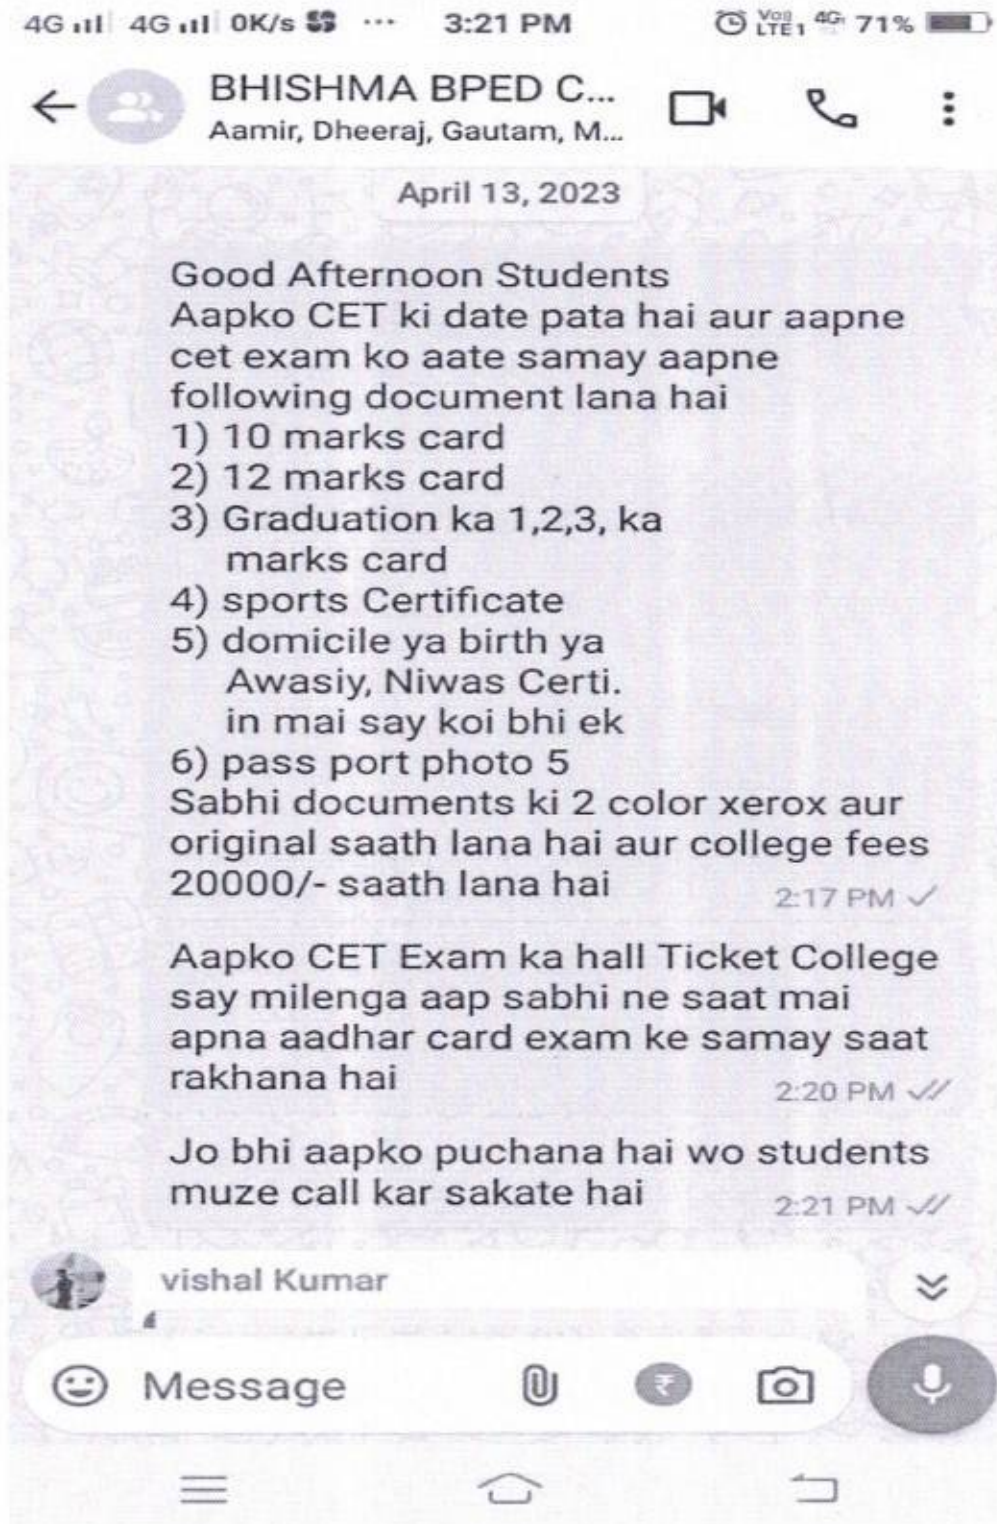 4G 4G 0K/s ... 3:21 PM VoD LTE1 4G 71%
BHISHMA BPED C...
Aamir, Dheeraj, Gautam, M...
April 13, 2023
Good Afternoon Students
Aapko CET ki date pata hai aur aapne
cet exam ko aate samay aapne
following document lana hai
1) 10 marks card
2) 12 marks card
3) Graduation ka 1,2,3, ka
marks card
4) sports Certificate
5) domicile ya birth ya
Awasiy, Niwas Certi.
in mai say koi bhi ek
6) pass port photo 5
Sabhi documents ki 2 color xerox aur
original saath lana hai aur college fees
20000/- saath lana hai
2:17 PM
Aapko CET Exam ka hall Ticket College
say milenga aap sabhi ne saat mai
apna aadhar card exam ke samay saat
rakhana hai
2:20 PM
Jo bhi aapko puchana hai wo students
muze call kar sakate hai
2:21 PM
vishal Kumar
Message
₹